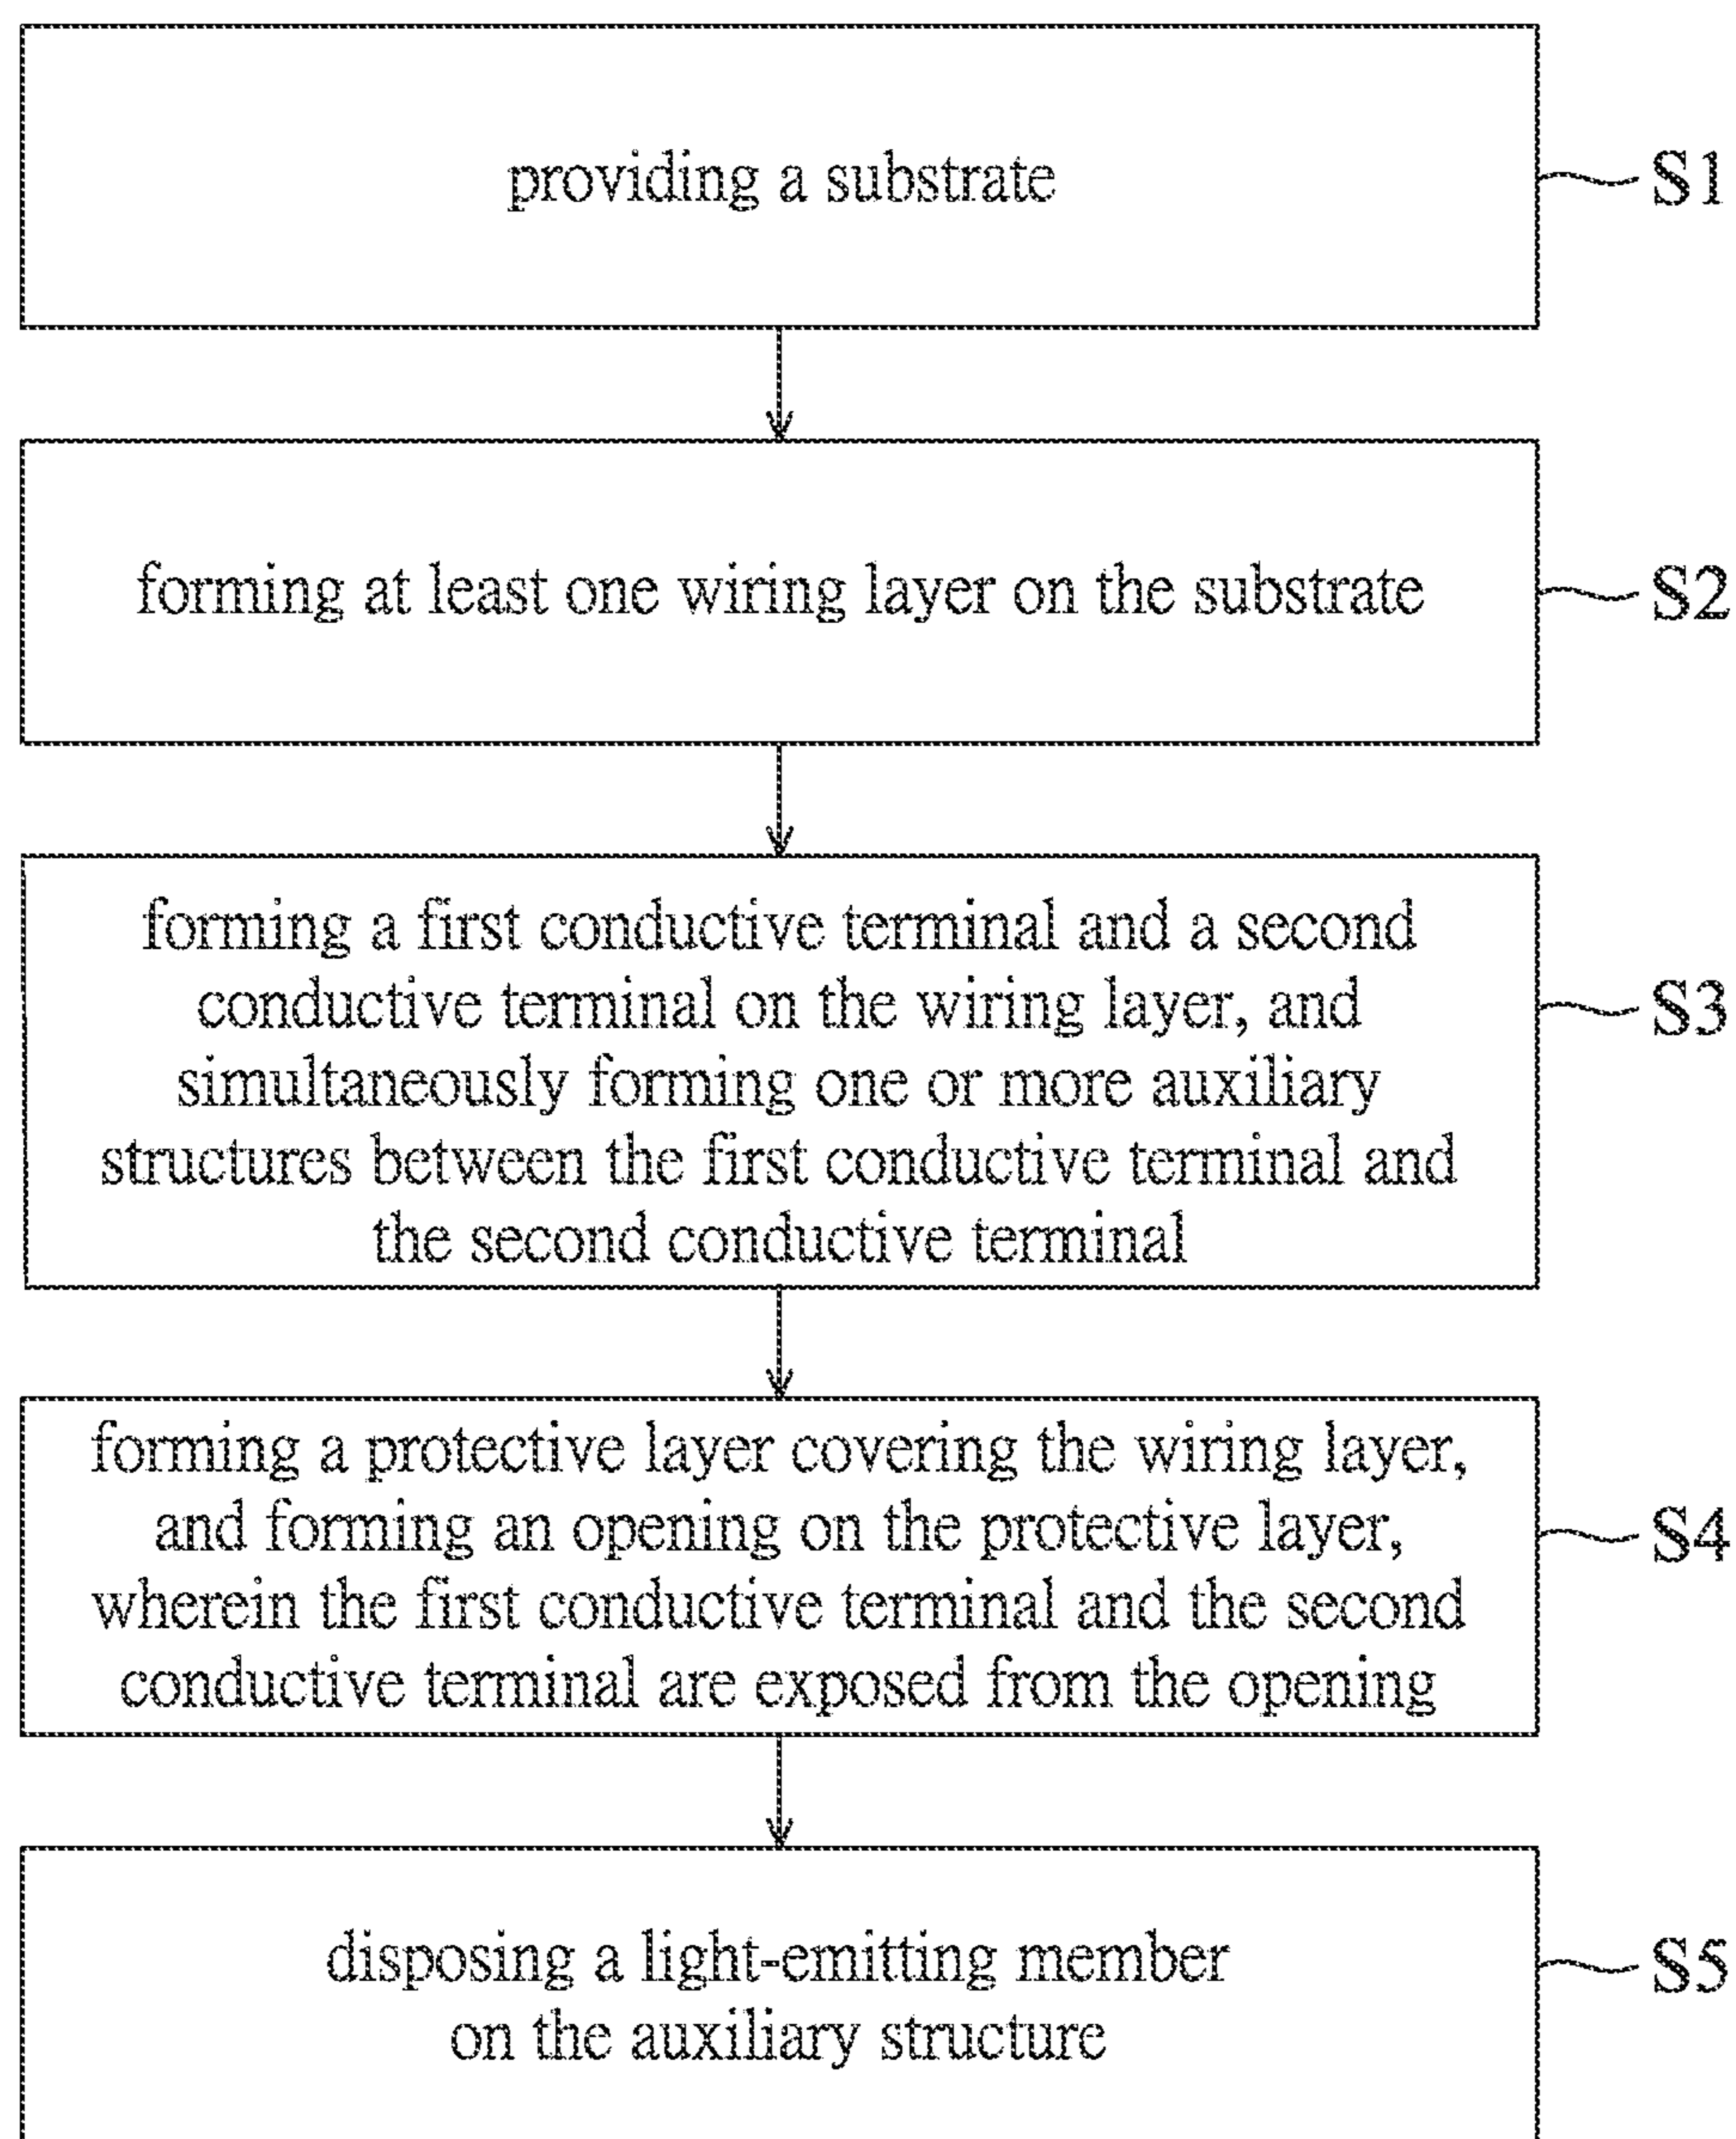 providing a substrate
S1
forming at least one wiring layer on the substrate
S2
forming a first conductive terminal and a second
conductive terminal on the wiring layer, and
simultaneously forming one or more auxiliary
structures between the first conductive terminal and
the second conductive terminal
S3
forming a protective layer covering the wiring layer,
and forming an opening on the protective layer,
wherein the first conductive terminal and the second
conductive terminal are exposed from the opening
S4
disposing a light-emitting member
on the auxiliary structure
S5